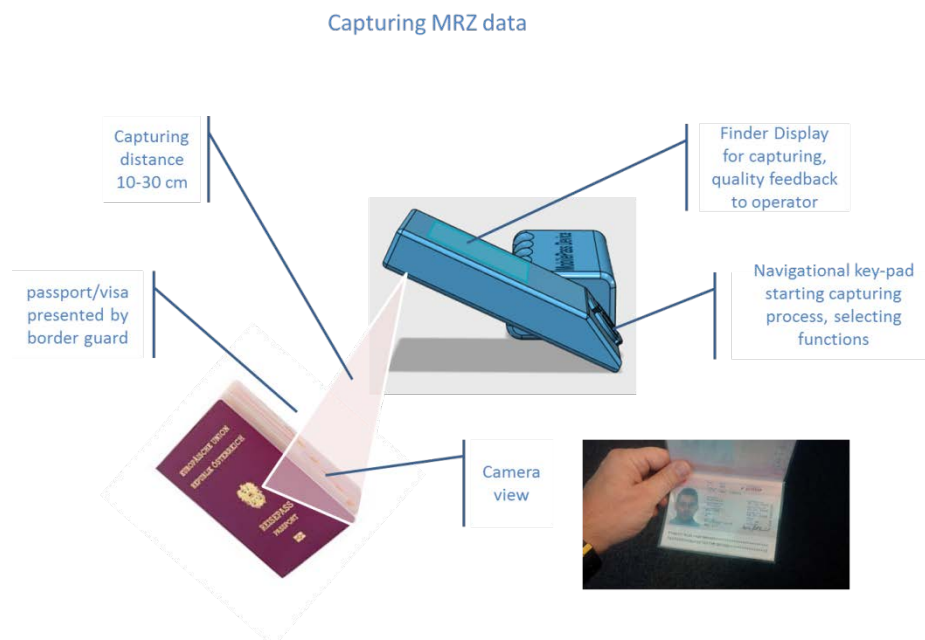 Capturing MRZ data
Capturing
distance
10-30 cm
Finder Display
for capturing,
quality feedback
to operator
MobilePass Device
passport/visa
presented by
border guard
Navigational key-pad
starting capturing
process, selecting
functions
EUROPÄISCHE UNION
REPUBLIK ÖSTERREICH
REISEPASS
PASSPORT
Camera
view